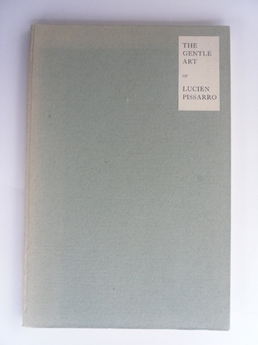 THE
GENTLE
ART
OF
LUCIEN
PISSARRO